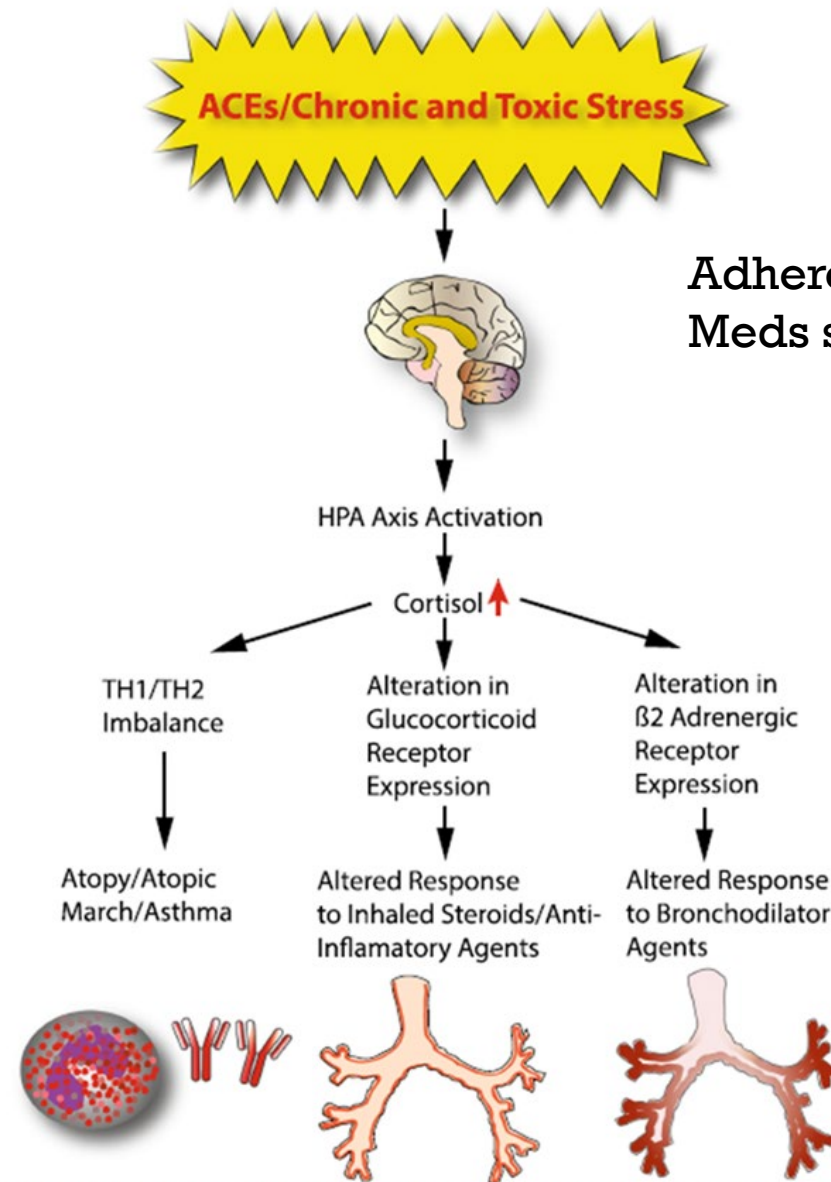 ACEs/Chronic and Toxic Stress
Meds
HPA Axis Activation
Cortisol
TH1/TH2
Imbalance
Alteration in
Glucocorticoid
Receptor
Expression
Alteration in
ß2 Adrenergic
Receptor
Expression
Atopy/Atopic
March/Asthma
Altered Response
to Inhaled Steroids/Anti-
Inflamatory Agents
Altered Response
to Bronchodilator
Agents